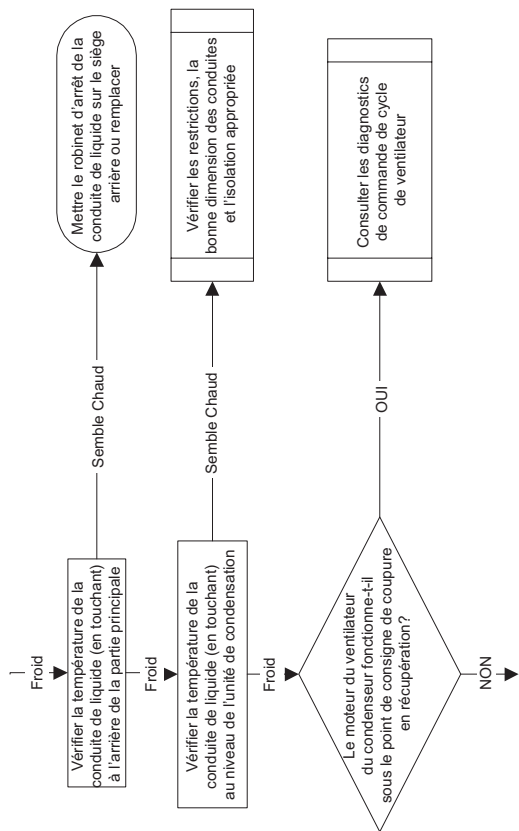 Froid
Vérifier la température de la
conduite de liquide (en touchant)
à l'arrière de la partie principale
Semble Chaud
Mettre le robinet d'arrêt de la
conduite de liquide sur le siège
arrière ou remplacer
Froid
Vérifier la température de la
conduite de liquide (en touchant)
au niveau de l'unité de condensation
Semble Chaud
Vérifier les restrictions, la
bonne dimension des conduites
et l'isolation appropriée
Froid
Le moteur du ventilateur
du condenseur fonctionne-t-il
sous le point de consigne de coupure
en récupération?
OUI
Consulter les diagnostics
de commande de cycle
de ventilateur
NON